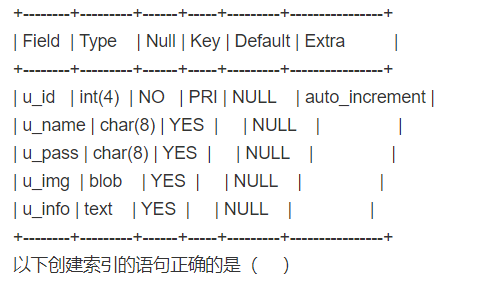 +--------+---------+------+-----+---------+----------------+
| Field | Type | Null | Key | Default | Extra |
+--------+---------+------+-----+---------+----------------+
| u_id | int(4) | NO | PRI | NULL | auto_increment |
| u_name | char(8) | YES | | NULL | |
| u_pass | char(8) | YES | | NULL | |
| u_img | blob | YES | | NULL | |
| u_info | text | YES | | NULL | |
+--------+---------+------+-----+---------+----------------+
以下创建索引的语句正确的是（ ）